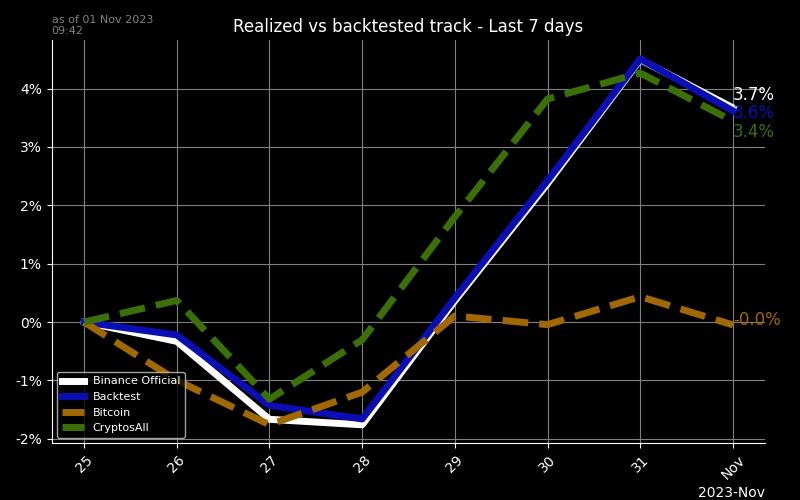 as of 01 Nov 2023
09:42
Realized vs backtested track - Last 7 days
4%
3%
2%
1%
0%
-1%
-2%
3.7%
3.6%
3.4%
-0.0%
Binance Official
Backtest
Bitcoin
CryptosAll
25
26
27
28
29
30
31
Nov
2023-Nov